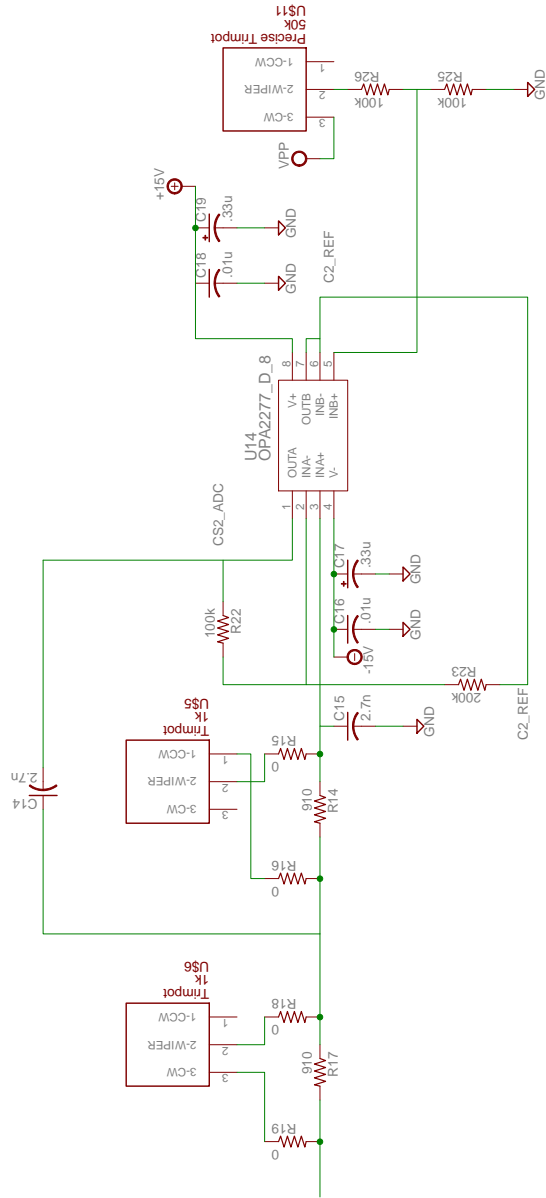 Precise Trimpot
50k
U$11
1-CCW
2-WIPER
3-CW
1
2
3
R26
100k
R25
100k
GND
VPP
+15V
C19
.33u
GND
C18
.01u
GND
C2_REF
U14
OPA2277_D_8
8
7
6
5
V+
OUTB
INB-
INB+
OUTA
INA-
INA+
V-
1
2
3
4
CS2_ADC
100k
R22
C17
.33u
GND
C16
.01u
GND
-15V
R23
200k
C2_REF
C15
2.7n
GND
Trimpot
1k
U$5
1-CCW
2-WIPER
3-CW
1
2
3
R15
0
910
R14
R16
0
2.7n
C14
Trimpot
1k
U$6
1-CCW
2-WIPER
3-CW
1
2
3
R18
0
910
R17
R19
0